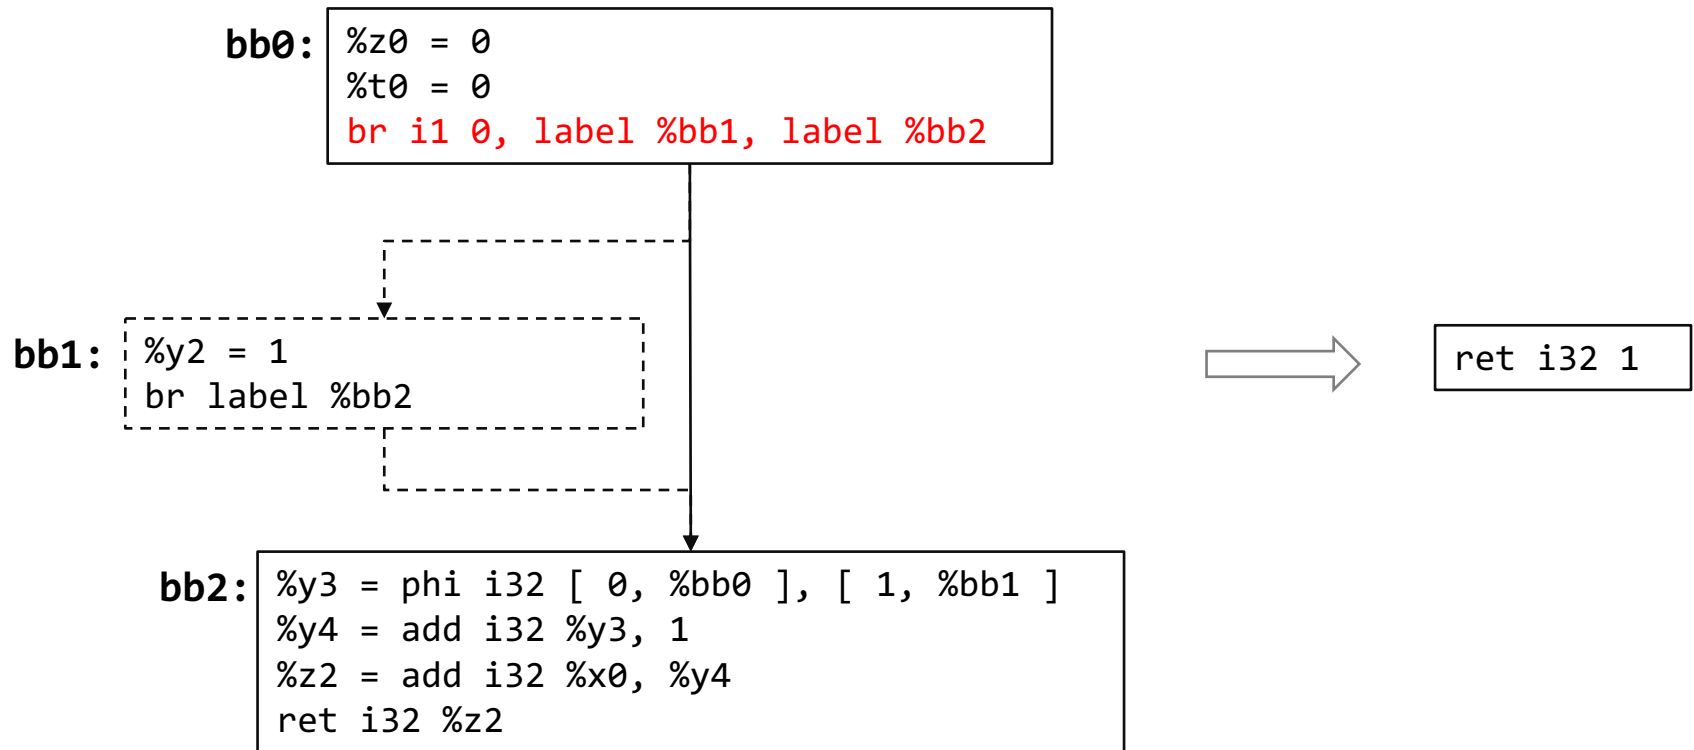 bb0:
%z0 = 0
%t0 = 0
br i1 0, label %bb1, label %bb2
bb1:
%y2 = 1
br label %bb2
ret i32 1
bb2:
%y3 = phi i32 [ 0, %bb0 ], [ 1, %bb1 ]
%y4 = add i32 %y3, 1
%z2 = add i32 %x0, %y4
ret i32 %z2